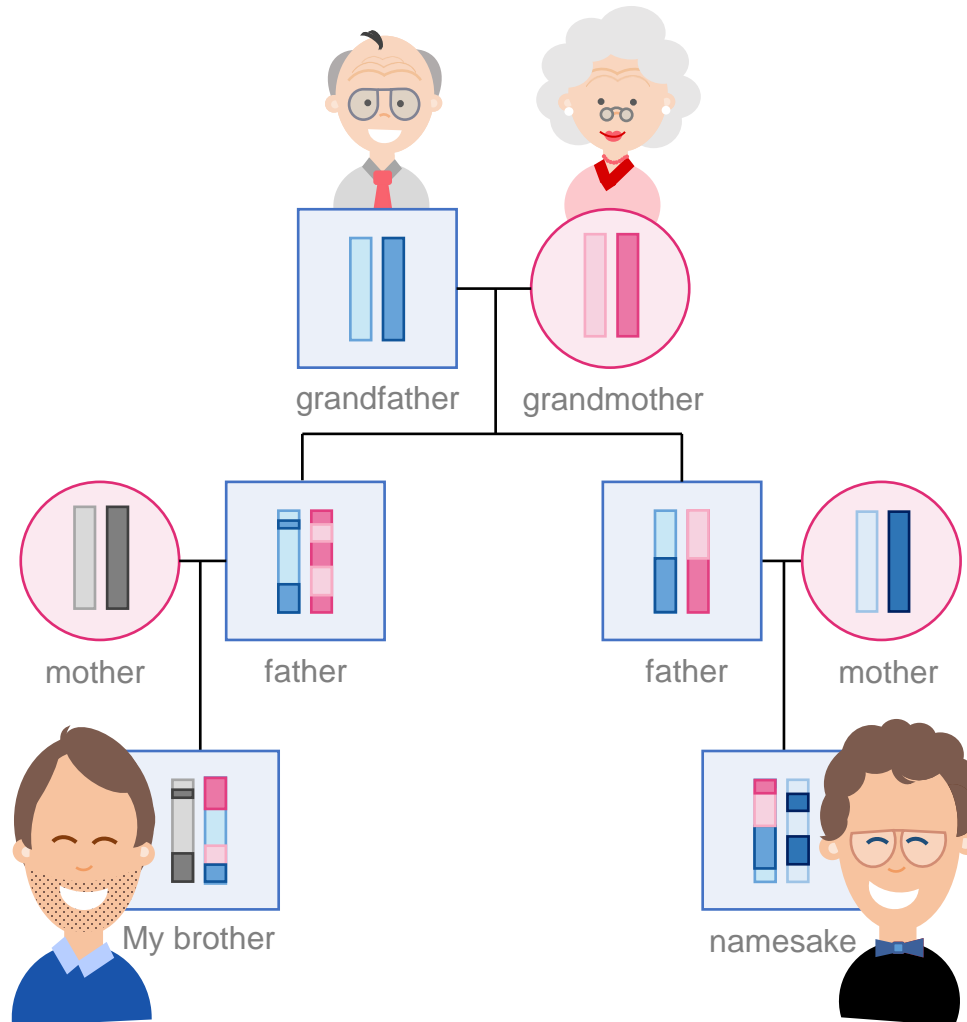 grandfather
grandmother
mother
father
father
mother
My brother
namesake